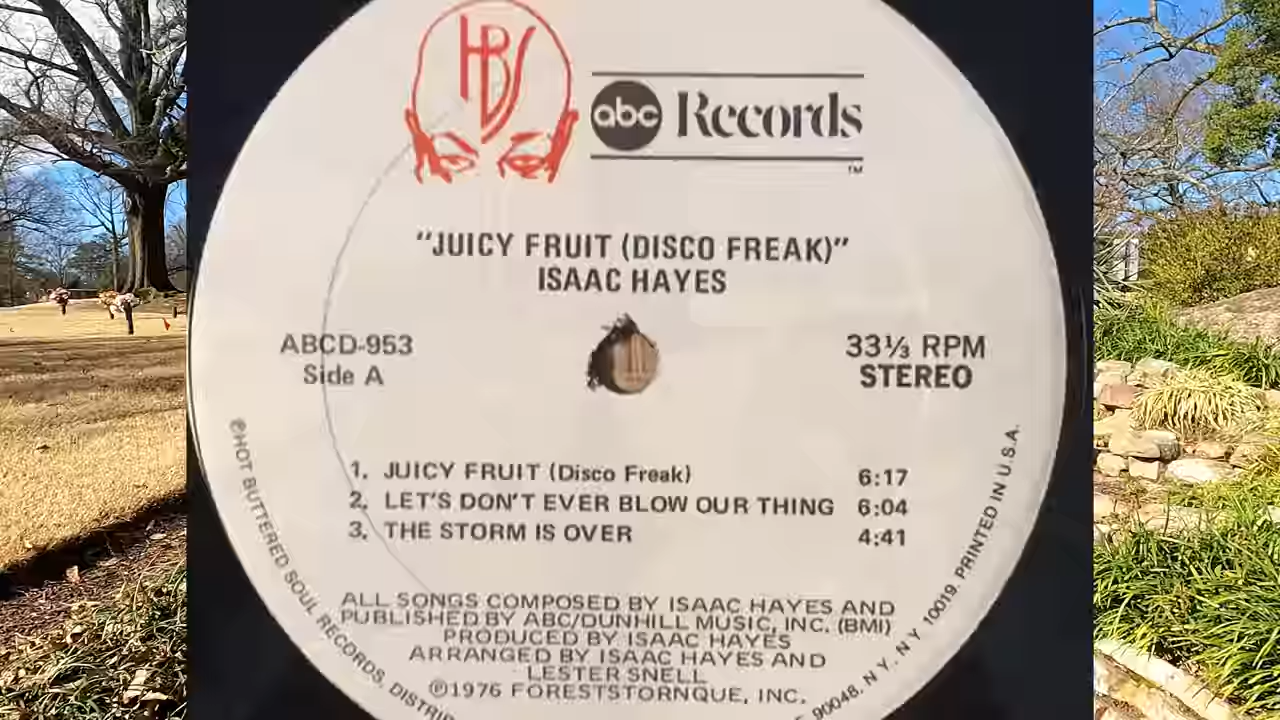 HBS
abc Records
TM
"JUICY FRUIT (DISCO FREAK)"
ISAAC HAYES
ABCD-953
Side A
33⅓ RPM
STEREO
1. JUICY FRUIT (Disco Freak) 6:17
2. LET'S DON'T EVER BLOW OUR THING 6:04
3. THE STORM IS OVER 4:41
ALL SONGS COMPOSED BY ISAAC HAYES AND
PUBLISHED BY ABC/DUNHILL MUSIC, INC. (BMI)
PRODUCED BY ISAAC HAYES
ARRANGED BY ISAAC HAYES AND
LESTER SNELL
©1976 FORESTSTORNQUE, INC.
℗HOT BUTTERED SOUL RECORDS, DISTRIB
90048. N.Y., N.Y. 10019. PRINTED IN U.S.A.